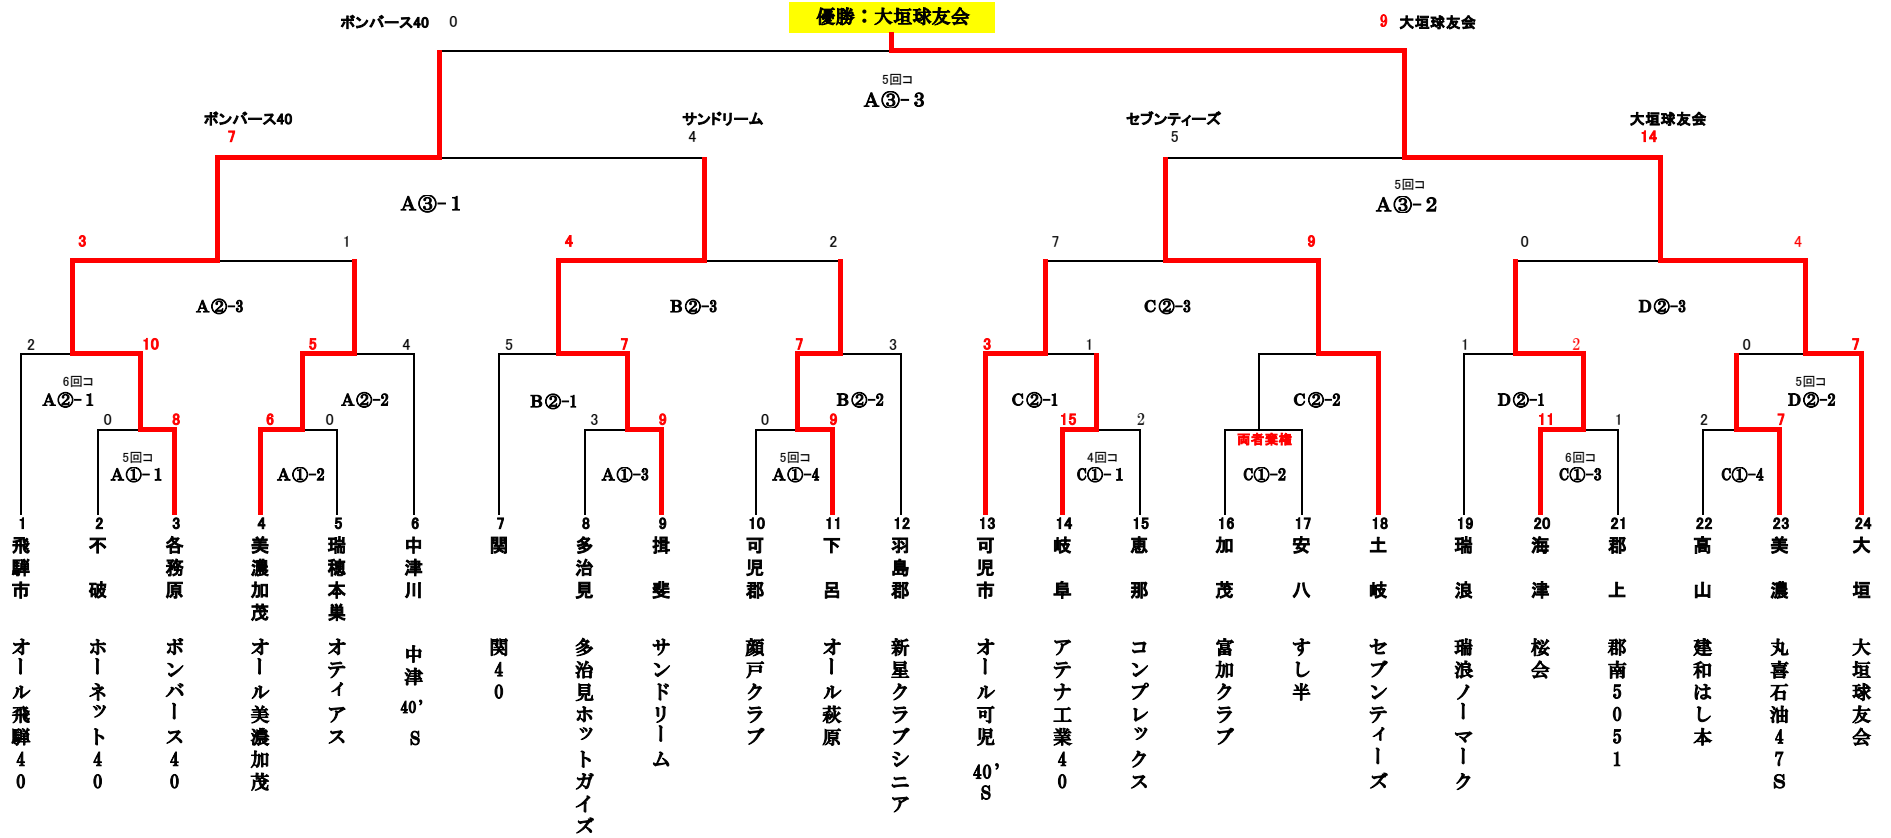 優勝：大垣球友会
ボンバース40 0
9 大垣球友会
5回コ
A③-3
ボンバース40
7
サンドリーム
4
セブンティーズ
5
大垣球友会
14
A③-1
5回コ
A③-2
3 1 4 2 7 9 0 4
A②-3 B②-3 C②-3 D②-3
2 10 5 4 5 7 7 3 3 1 1 2 0 7
6回コ
A②-1
A②-2
B②-1
B②-2
C②-1
C②-2
D②-1
5回コ
D②-2
0 8 6 0 3 9 0 9 15 2 両者棄権 11 1 2 7
5回コ
A①-1
A①-2
A①-3
5回コ
A①-4
4回コ
C①-1
C①-2
6回コ
C①-3
C①-4
1 飛騨市 オール飛騨40
2 不破 ホーネット40
3 各務原 ボンバース40
4 美濃加茂 オール美濃加茂
5 瑞穂本巣 オティアス
6 中津川 中津40’S
7 関 関40
8 多治見 多治見ホットガイズ
9 揖斐 サンドリーム
10 可児郡 顔戸クラブ
11 下呂 オール萩原
12 羽島郡 新星クラブシニア
13 可児市 オール可児40’S
14 岐阜 アテナ工業40
15 恵那 コンプレックス
16 加茂 富加クラブ
17 安八 すし半
18 土岐 セブンティーズ
19 瑞浪 瑞浪ノーマーク
20 海津 桜会
21 郡上 郡南5051
22 高山 建和はし本
23 美濃 丸喜石油47S
24 大垣 大垣球友会